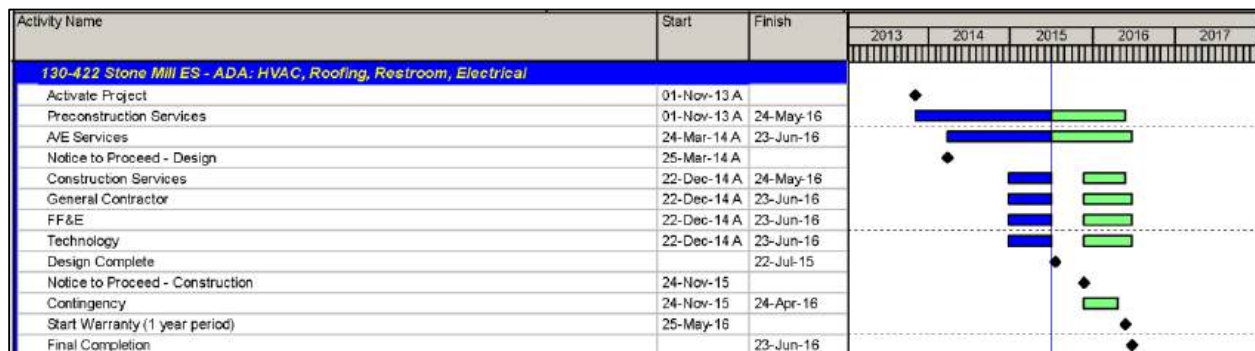 Activity Name Start Finish
2013 2014 2015 2016 2017
130-422 Stone Mill ES - ADA: HVAC, Roofing, Restroom, Electrical
Activate Project 01-Nov-13 A
Preconstruction Services 01-Nov-13 A 24-May-16
A/E Services 24-Mar-14 A 23-Jun-16
Notice to Proceed - Design 25-Mar-14 A
Construction Services 22-Dec-14 A 24-May-16
General Contractor 22-Dec-14 A 23-Jun-16
FF&E 22-Dec-14 A 23-Jun-16
Technology 22-Dec-14 A 23-Jun-16
Design Complete 22-Jul-15
Notice to Proceed - Construction 24-Nov-15
Contingency 24-Nov-15 24-Apr-16
Start Warranty (1 year period) 25-May-16
Final Completion 23-Jun-16